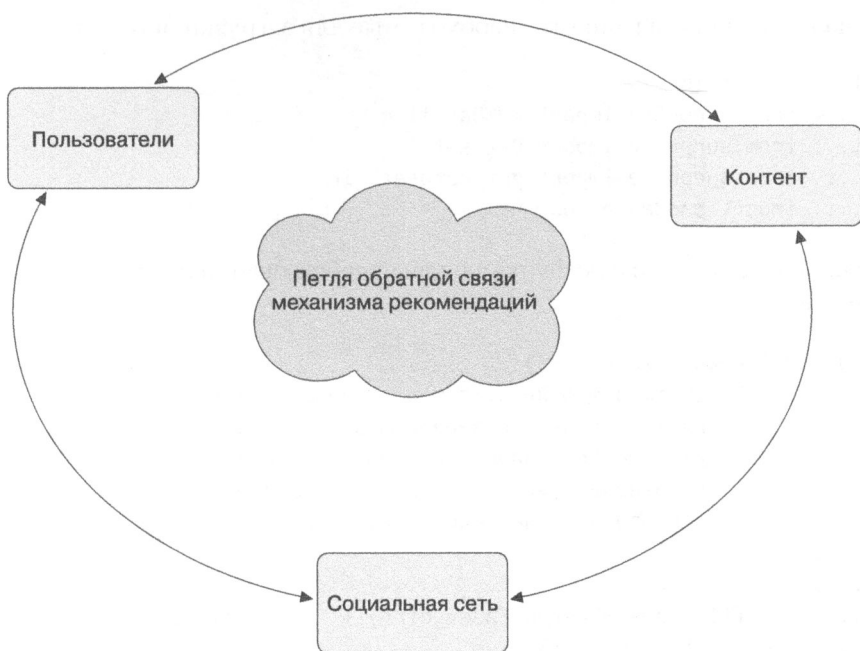 Пользователи
Контент
Петля обратной связи
механизма рекомендаций
Социальная сеть